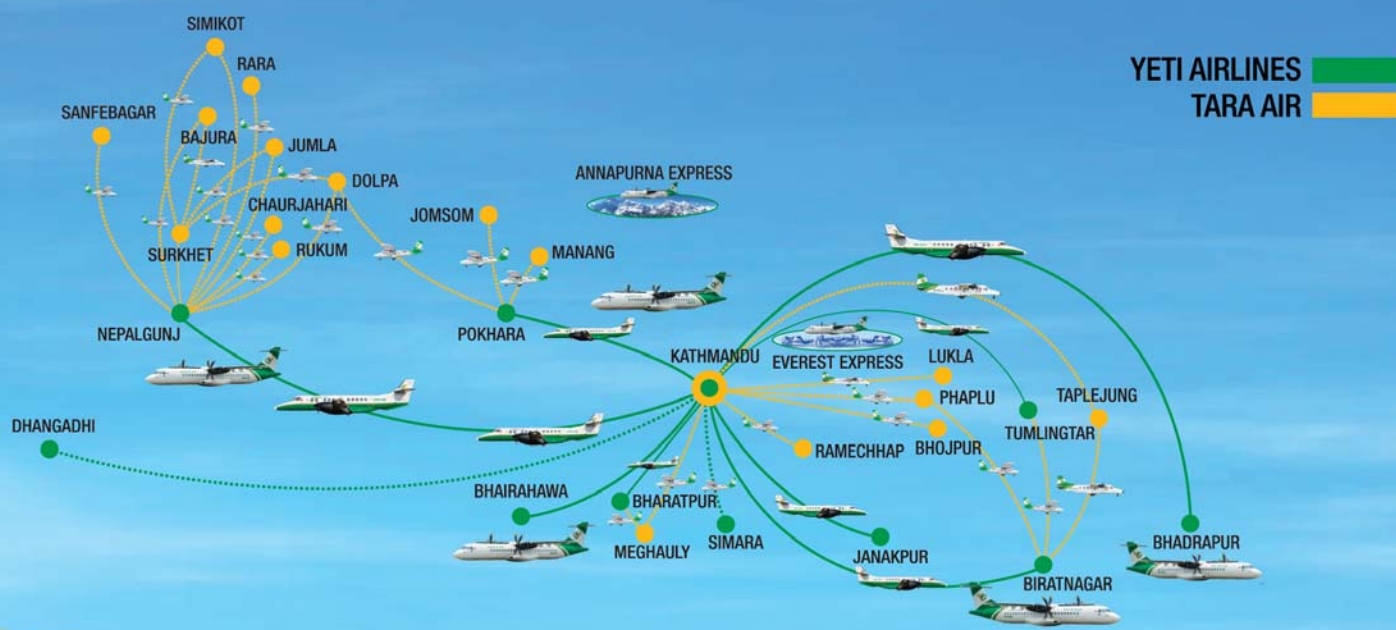 SIMIKOT
RARA
YETI AIRLINES
TARA AIR
SANFEBAGAR
BAJURA
JUMLA
DOLPA
ANNAPURNA EXPRESS
CHAURJAHARI
JOMSOM
SURKHET
RUKUM
MANANG
NEPALGUNJ
POKHARA
KATHMANDU
EVEREST EXPRESS
LUKLA
PHAPLU
TAPLEJUNG
DHANGADHI
TUMLINGTAR
RAMECHHAP
BHOJPUR
BHAIRAHAWA
BHARATPUR
SIMARA
MEGHAULY
JANAKPUR
BHADRAPUR
BIRATNAGAR